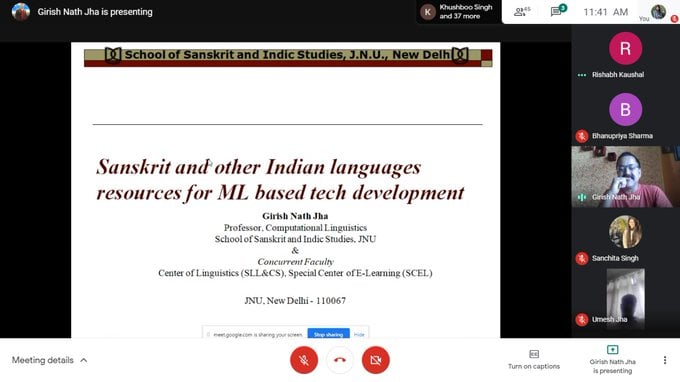 Girish Nath Jha is presenting
K
Khushboo Singh
and 37 more
45
3
11:41 AM
You
School of Sanskrit and Indic Studies, J.N.U., New Delhi
Sanskrit and other Indian languages
resources for ML based tech development
Girish Nath Jha
Professor, Computational Linguistics
School of Sanskrit and Indic Studies, JNU
&
Concurrent Faculty
Center of Linguistics (SLL&CS), Special Center of E-Learning (SCEL)
JNU, New Delhi - 110067
meet.google.com is sharing your screen.
Stop sharing
Hide
R
Rishabh Kaushal
B
Bhanupriya Sharma
Girish Nath Jha
Sanchita Singh
Umesh Jha
Meeting details
Turn on captions
Girish Nath Jha
is presenting